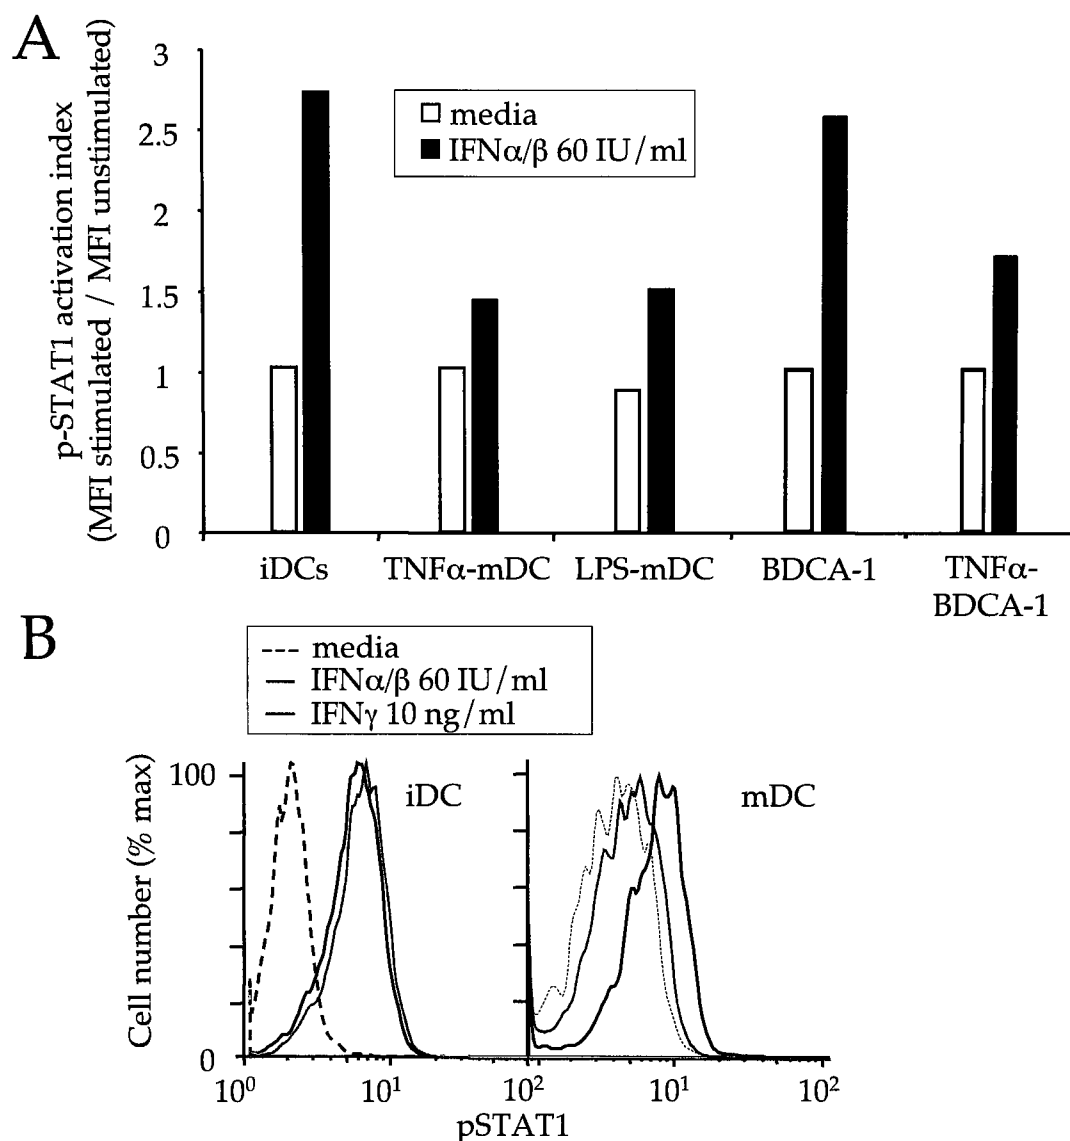 A
p-STAT1 activation index
(MFI stimulated / MFI unstimulated)
3
2.5
2
1.5
1
0.5
0
media
IFNα/β 60 IU/ml
iDCs
TNFα-mDC
LPS-mDC
BDCA-1
TNFα-
BDCA-1
B
media
IFNα/β 60 IU/ml
IFNγ 10 ng/ml
Cell number (% max)
100
0
iDC
mDC
10⁰
10¹
10²
10¹
10²
pSTAT1